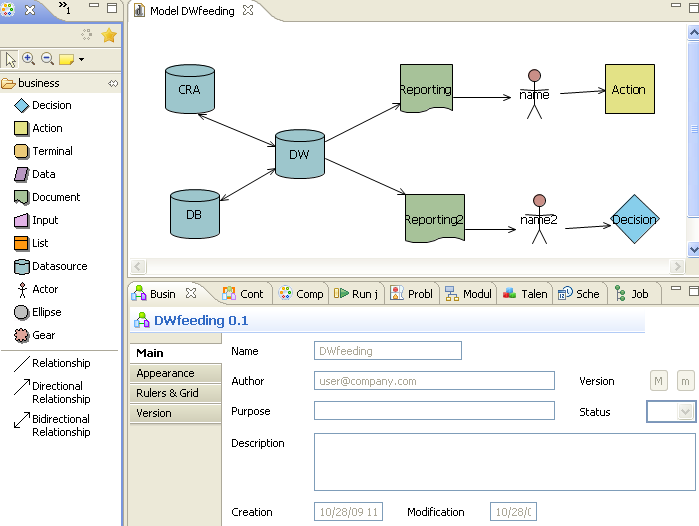 »1
Model DWfeeding
business
Decision
Action
Terminal
Data
Document
Input
List
Datasource
Actor
Ellipse
Gear
Relationship
Directional
Relationship
Bidirectional
Relationship
CRA
DW
DB
Reporting
name
Action
Reporting2
name2
Decision
Busin
Cont
Comp
Run j
Probl
Modul
Talen
Sche
Job
DWfeeding 0.1
Main
Appearance
Rulers & Grid
Version
Name
DWfeeding
Author
user@company.com
Version
M
m
Purpose
Status
Description
Creation
10/28/09 11
Modification
10/28/0